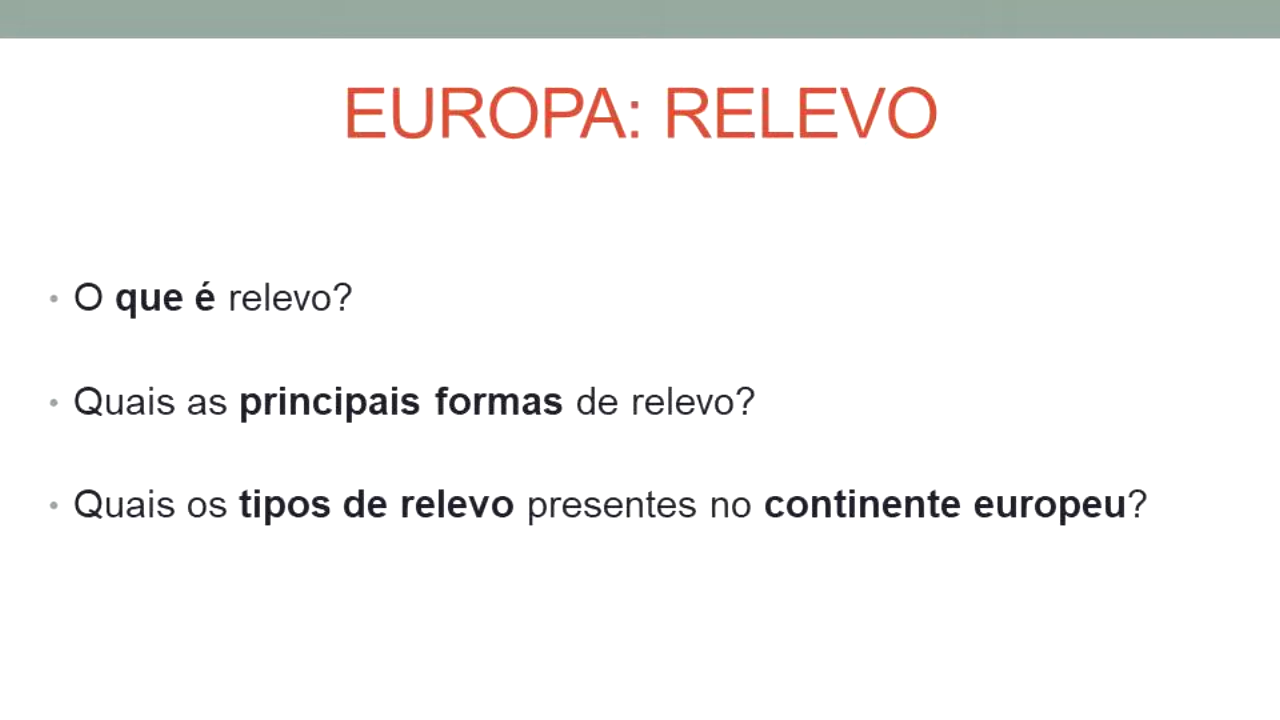 EUROPA: RELEVO
• O que é relevo?
• Quais as principais formas de relevo?
• Quais os tipos de relevo presentes no continente europeu?